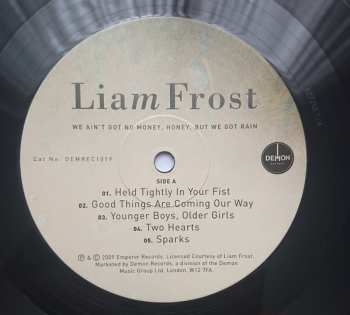 Liam Frost
WE AIN'T GOT NO MONEY, HONEY, BUT WE GOT RAIN
Cat No: DEMREC1019
DEMON
SIDE A
01. Held Tightly In Your Fist
02. Good Things Are Coming Our Way
03. Younger Boys, Older Girls
04. Two Hearts
05. Sparks
℗ & © 2009 Emperor Records. Licensed Courtesy of Liam Frost,
Marketed by Demon Records, a division of the Demon
Music Group Ltd. London, W12 7FA.